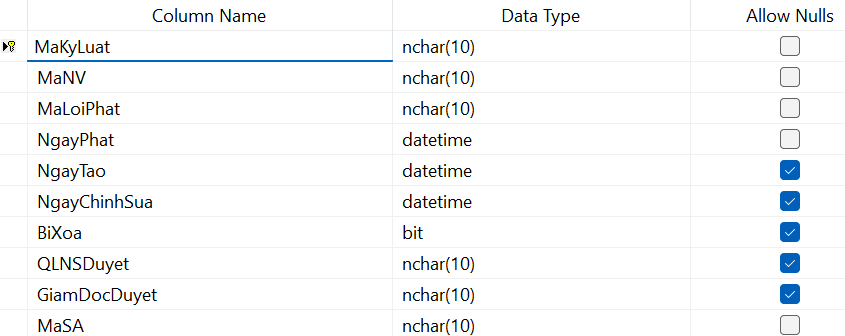 Column Name Data Type Allow Nulls
MaKyLuat nchar(10)
MaNV nchar(10)
MaLoiPhat nchar(10)
NgayPhat datetime
NgayTao datetime
NgayChinhSua datetime
BiXoa bit
QLNSDuyet nchar(10)
GiamDocDuyet nchar(10)
MaSA nchar(10)